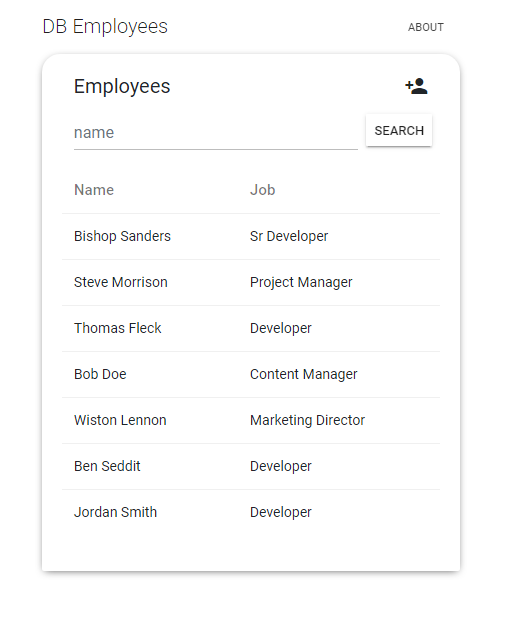 DB Employees ABOUT
Employees
name SEARCH
Name Job
Bishop Sanders Sr Developer
Steve Morrison Project Manager
Thomas Fleck Developer
Bob Doe Content Manager
Wiston Lennon Marketing Director
Ben Seddit Developer
Jordan Smith Developer